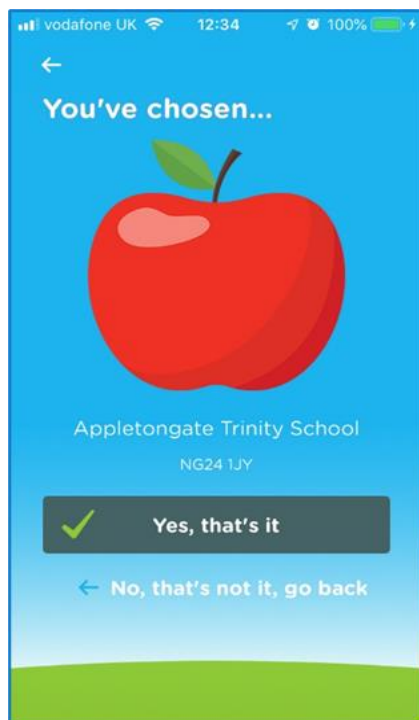 vodafone UK 12:34 100%
You've chosen...
Appletongate Trinity School
NG24 1JY
Yes, that's it
No, that's not it, go back